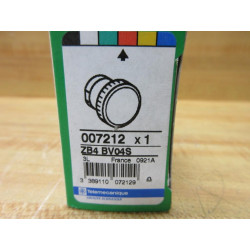 007212 x 1
ZB4 BV04S
3L France 0921A
3 389110 072129
Telemecanique